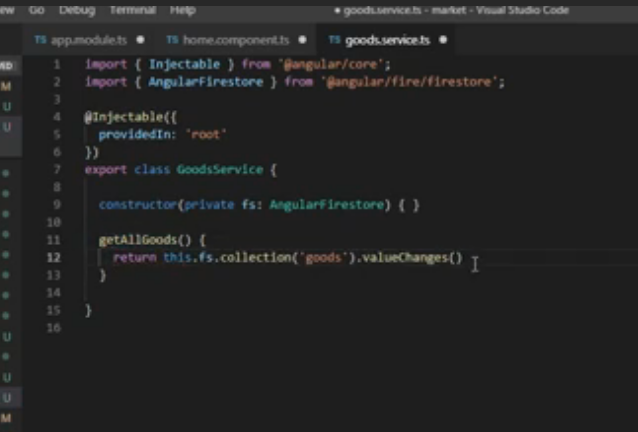 Go Debug Terminal Help
● goods.service.ts - market - Visual Studio Code
TS app.module.ts ●
TS home.component.ts ●
TS goods.service.ts ●
1 import { Injectable } from '@angular/core';
2 import { AngularFirestore } from '@angular/fire/firestore';
3
4 @Injectable({
5 providedIn: 'root'
6 })
7 export class GoodsService {
8
9 constructor(private fs: AngularFirestore) { }
10
11 getAllGoods() {
12 return this.fs.collection('goods').valueChanges()
13 }
14
15 }
16
M
U
U
U
U
U
M